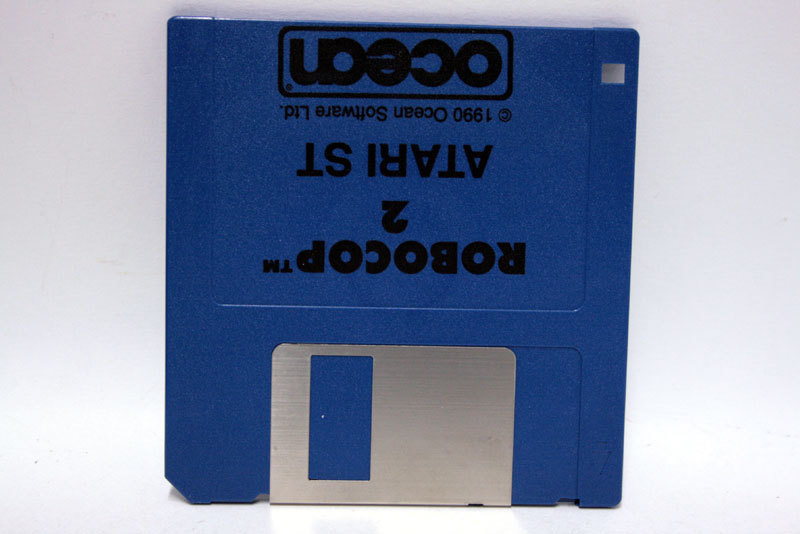 ROBOCOP™
2
ATARI ST
© 1990 Ocean Software Ltd.
ocean®